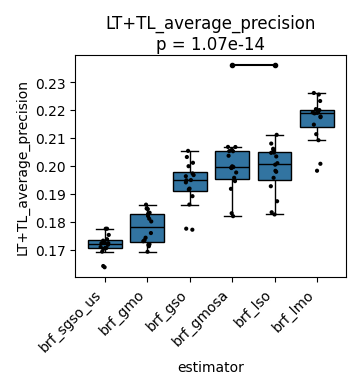 LT+TL_average_precision
p = 1.07e-14
LT+TL_average_precision
0.23
0.22
0.21
0.20
0.19
0.18
0.17
brf_sgso_us
brf_gmo
brf_gso
brf_gmosa
brf_lso
brf_lmo
estimator